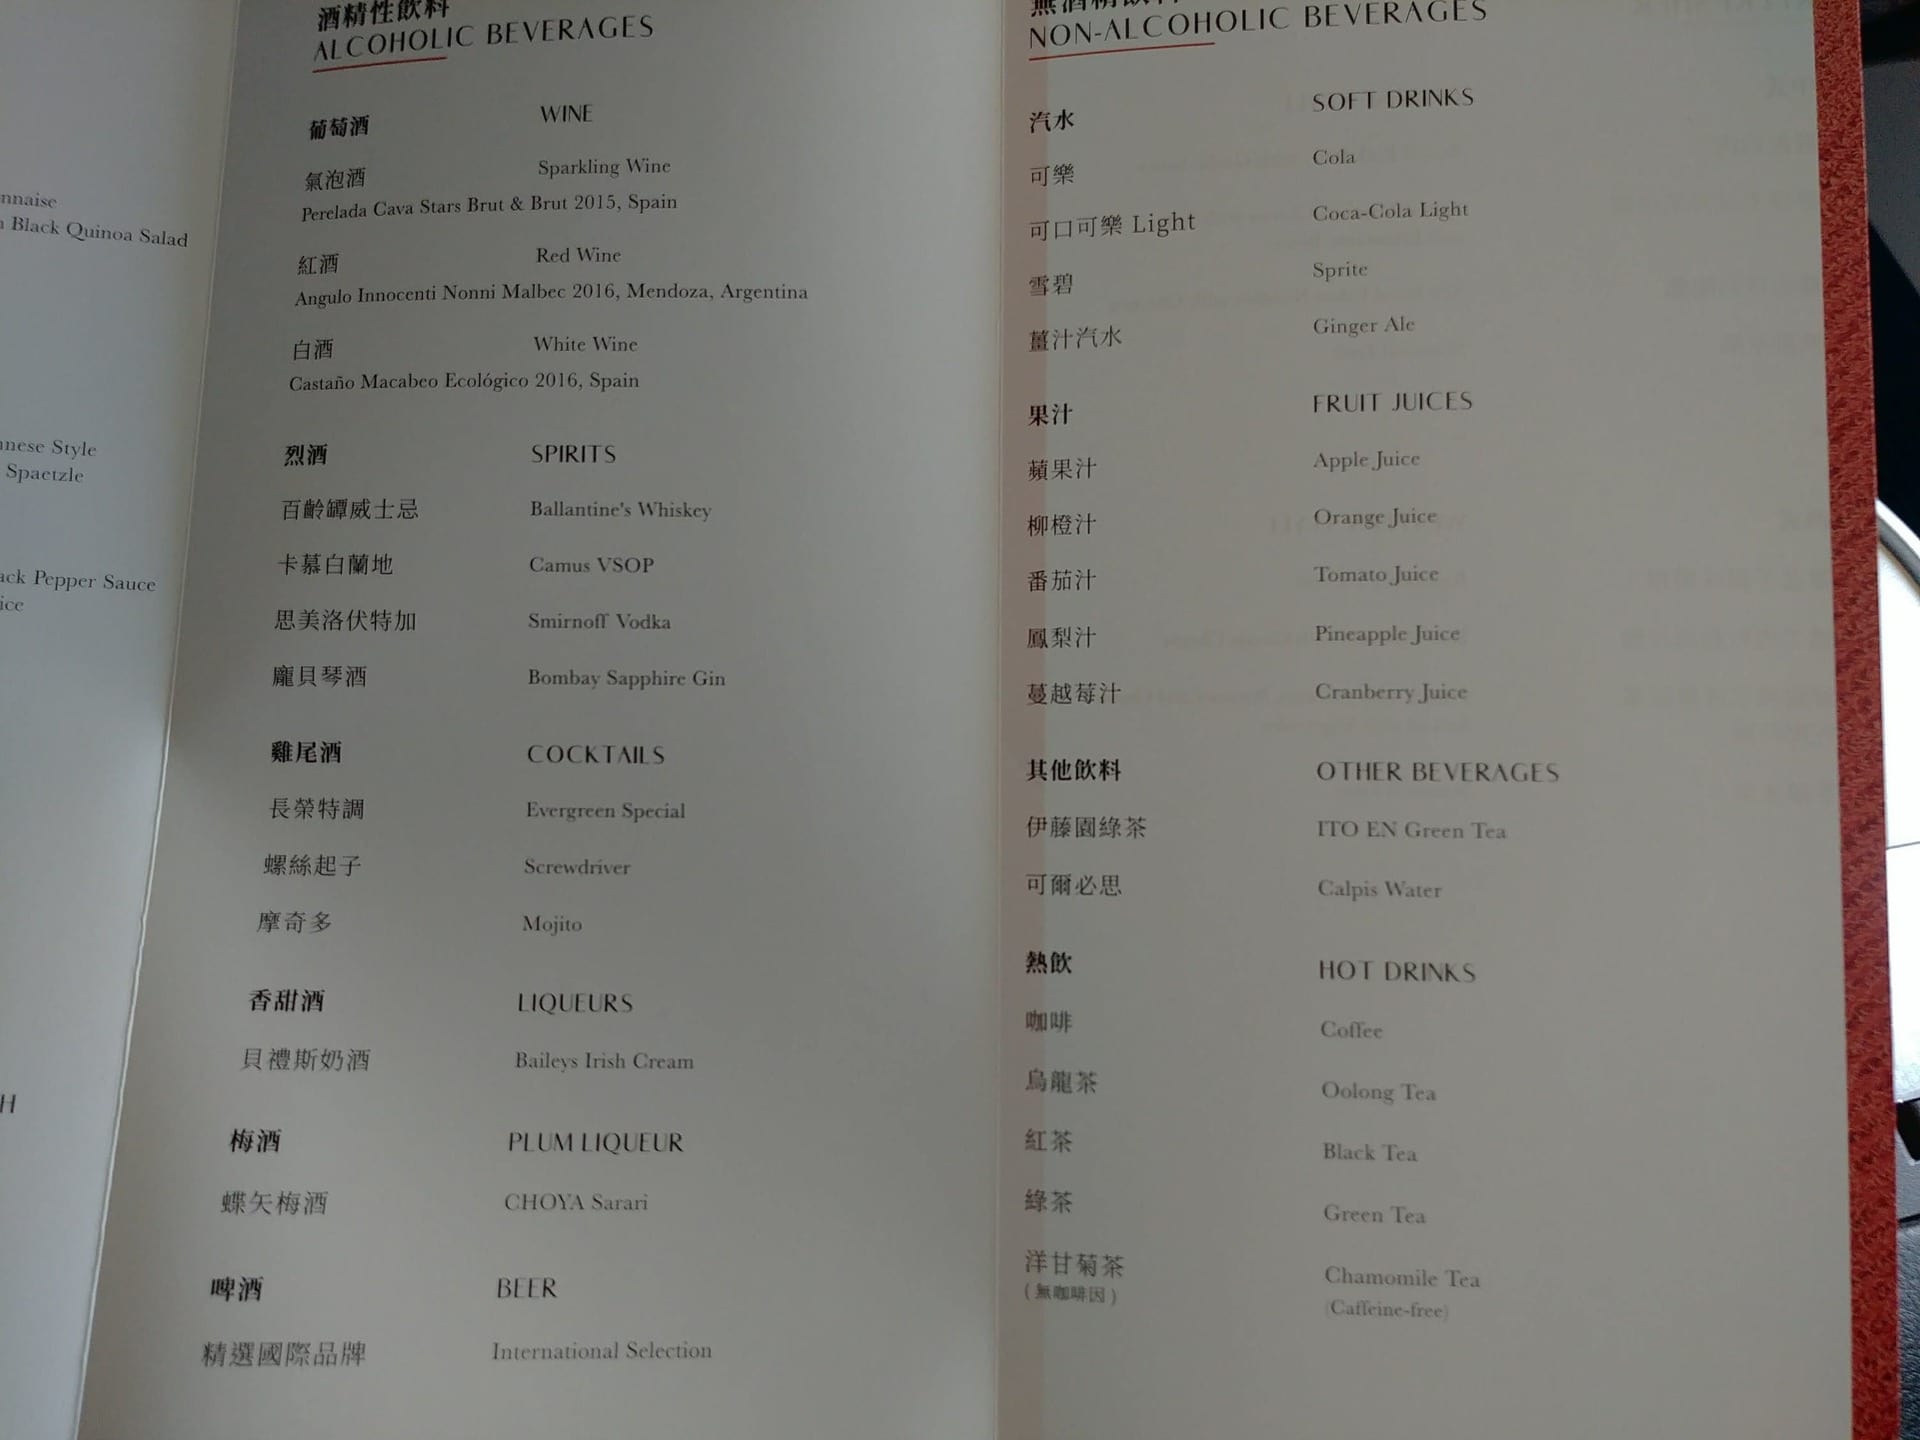 nnaise
Black Quinoa Salad
nese Style
Spaetzle
ack Pepper Sauce
ice
H
酒精性飲料
ALCOHOLIC BEVERAGES
葡萄酒 WINE
氣泡酒 Sparkling Wine
Perelada Cava Stars Brut & Brut 2015, Spain
紅酒 Red Wine
Angulo Innocenti Nonni Malbec 2016, Mendoza, Argentina
白酒 White Wine
Castaño Macabeo Ecológico 2016, Spain
烈酒 SPIRITS
百齡罈威士忌 Ballantine's Whiskey
卡慕白蘭地 Camus VSOP
思美洛伏特加 Smirnoff Vodka
龐貝琴酒 Bombay Sapphire Gin
雞尾酒 COCKTAILS
長榮特調 Evergreen Special
螺絲起子 Screwdriver
摩奇多 Mojito
香甜酒 LIQUEURS
貝禮斯奶酒 Baileys Irish Cream
梅酒 PLUM LIQUEUR
蝶矢梅酒 CHOYA Sarari
啤酒 BEER
精選國際品牌 International Selection
無酒精飲料
NON-ALCOHOLIC BEVERAGES
汽水 SOFT DRINKS
可樂 Cola
可口可樂 Light Coca-Cola Light
雪碧 Sprite
薑汁汽水 Ginger Ale
果汁 FRUIT JUICES
蘋果汁 Apple Juice
柳橙汁 Orange Juice
番茄汁 Tomato Juice
鳳梨汁 Pineapple Juice
蔓越莓汁 Cranberry Juice
其他飲料 OTHER BEVERAGES
伊藤園綠茶 ITO EN Green Tea
可爾必思 Calpis Water
熱飲 HOT DRINKS
咖啡 Coffee
烏龍茶 Oolong Tea
紅茶 Black Tea
綠茶 Green Tea
洋甘菊茶 Chamomile Tea
(無咖啡因) (Caffeine-free)